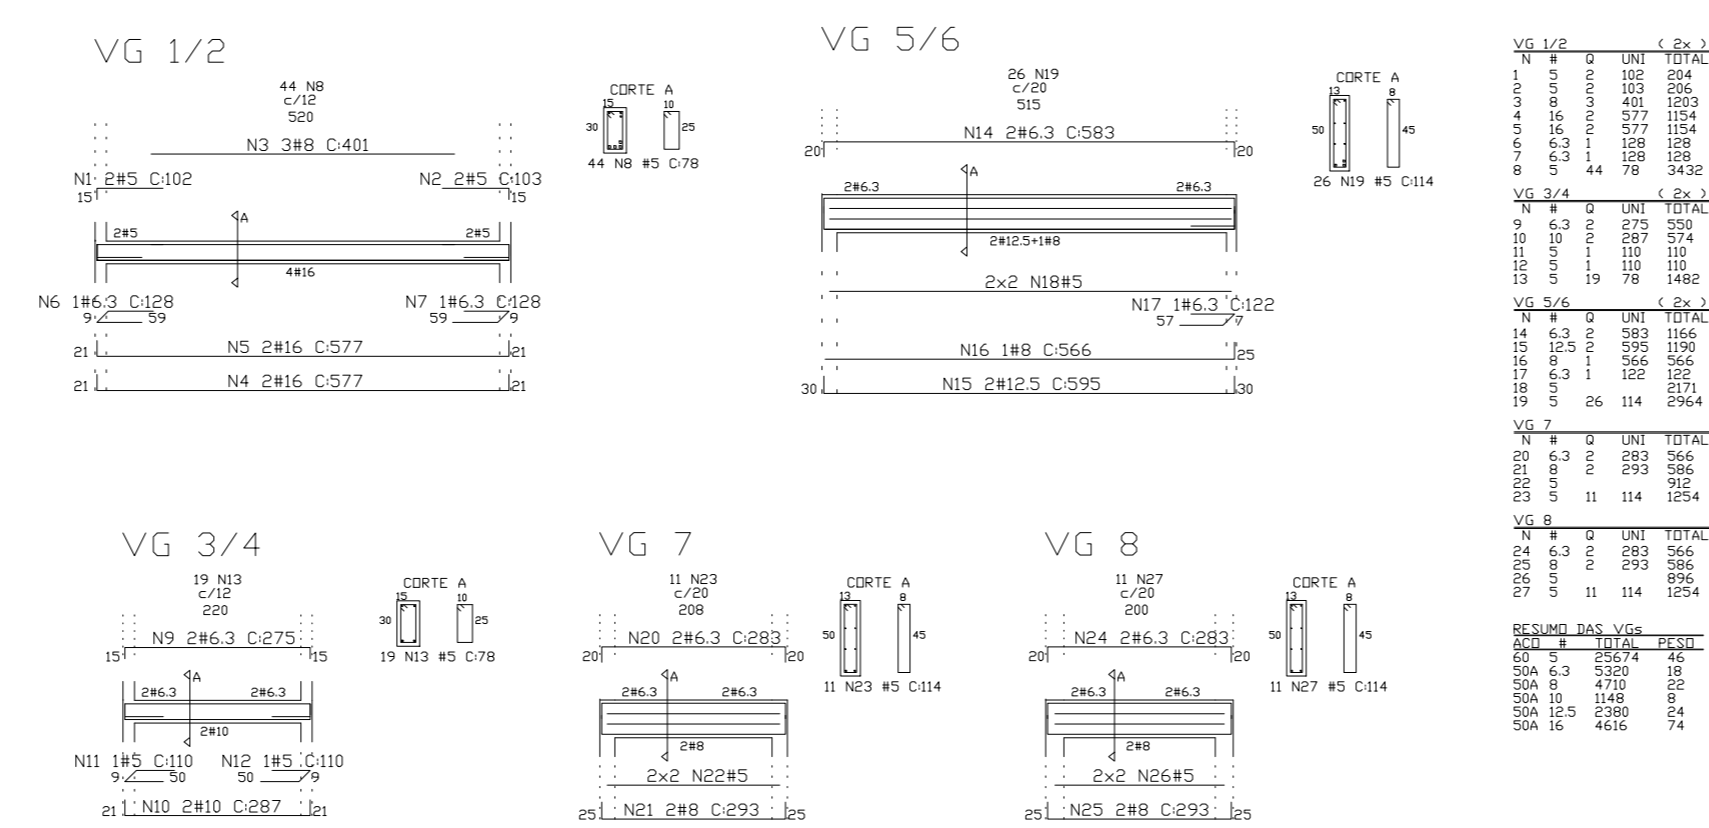 VG 1/2
44 N8
c/12
520
N3 3#8 C:401
N1 2#5 C:102
N2 2#5 C:103
15
15
A
2#5
2#5
4#16
N6 1#6.3 C:128
N7 1#6.3 C:128
9
59
59
9
21
N5 2#16 C:577
21
21
N4 2#16 C:577
21
CORTE A
15
10
30
25
44 N8 #5 C:78
VG 5/6
26 N19
c/20
515
N14 2#6.3 C:583
20
20
A
2#6.3
2#6.3
2#12.5+1#8
2x2 N18#5
N17 1#6.3 C:122
57
7
N16 1#8 C:566
25
30
N15 2#12.5 C:595
30
CORTE A
13
8
50
45
26 N19 #5 C:114
VG 3/4
19 N13
c/12
220
N9 2#6.3 C:275
15
15
A
2#6.3
2#6.3
2#10
N11 1#5 C:110
N12 1#5 C:110
9
50
50
9
21
N10 2#10 C:287
21
CORTE A
15
10
30
25
19 N13 #5 C:78
VG 7
11 N23
c/20
208
N20 2#6.3 C:283
20
20
A
2#6.3
2#6.3
2#8
2x2 N22#5
25
N21 2#8 C:293
25
CORTE A
13
8
50
45
11 N23 #5 C:114
VG 8
11 N27
c/20
200
N24 2#6.3 C:283
20
20
A
2#6.3
2#6.3
2#8
2x2 N26#5
25
N25 2#8 C:293
25
CORTE A
13
8
50
45
11 N27 #5 C:114
VG 1/2 ( 2x )
N # Q UNI TOTAL
1 5 2 102 204
2 5 2 103 206
3 8 3 401 1203
4 16 2 577 1154
5 16 2 577 1154
6 6.3 1 128 128
7 6.3 1 128 128
8 5 44 78 3432
VG 3/4 ( 2x )
N # Q UNI TOTAL
9 6.3 2 275 550
10 10 2 287 574
11 5 1 110 110
12 5 1 110 110
13 5 19 78 1482
VG 5/6 ( 2x )
N # Q UNI TOTAL
14 6.3 2 583 1166
15 12.5 2 595 1190
16 8 1 566 566
17 6.3 1 122 122
18 5 2171
19 5 26 114 2964
VG 7
N # Q UNI TOTAL
20 6.3 2 283 566
21 8 2 293 586
22 5 912
23 5 11 114 1254
VG 8
N # Q UNI TOTAL
24 6.3 2 283 566
25 8 2 293 586
26 5 896
27 5 11 114 1254
RESUMO DAS VGs
ACO # TOTAL PESO
60 5 25674 46
50A 6.3 5320 18
50A 8 4710 22
50A 10 1148 8
50A 12.5 2380 24
50A 16 4616 74